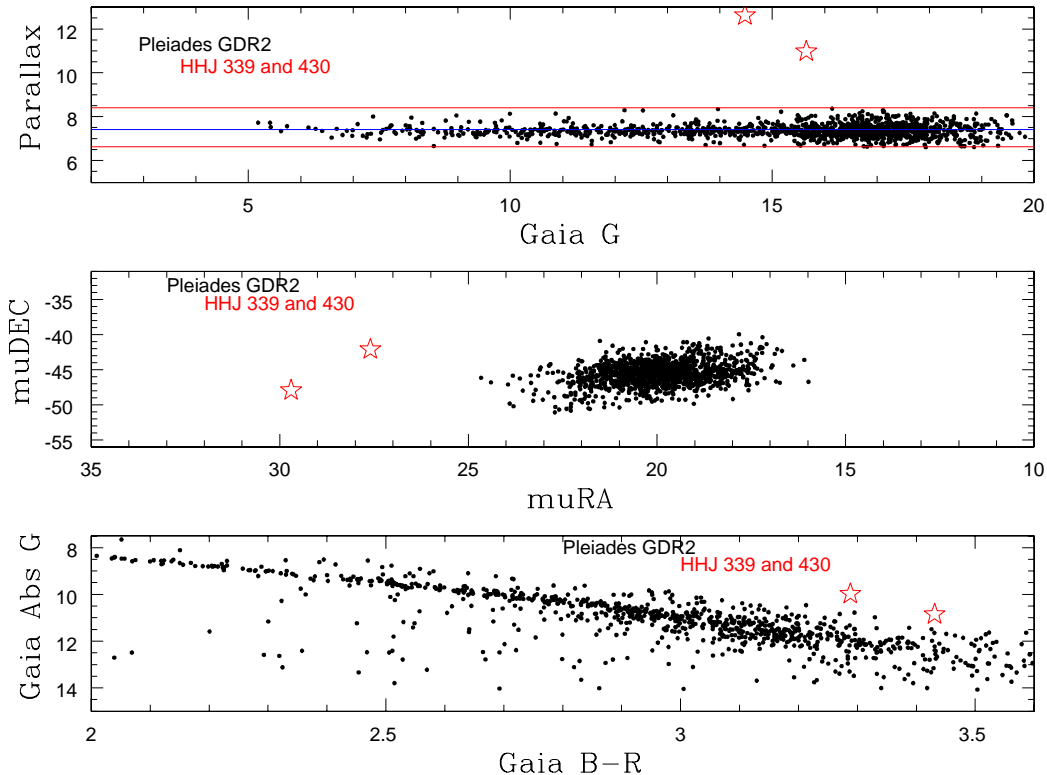 12
10
8
6
Parallax
Pleiades GDR2
HHJ 339 and 430
5
10
15
20
Gaia G
-35
-40
-45
-50
-55
muDEC
Pleiades GDR2
HHJ 339 and 430
35
30
25
20
15
10
muRA
8
10
12
14
Gaia Abs G
Pleiades GDR2
HHJ 339 and 430
2
2.5
3
3.5
Gaia B−R